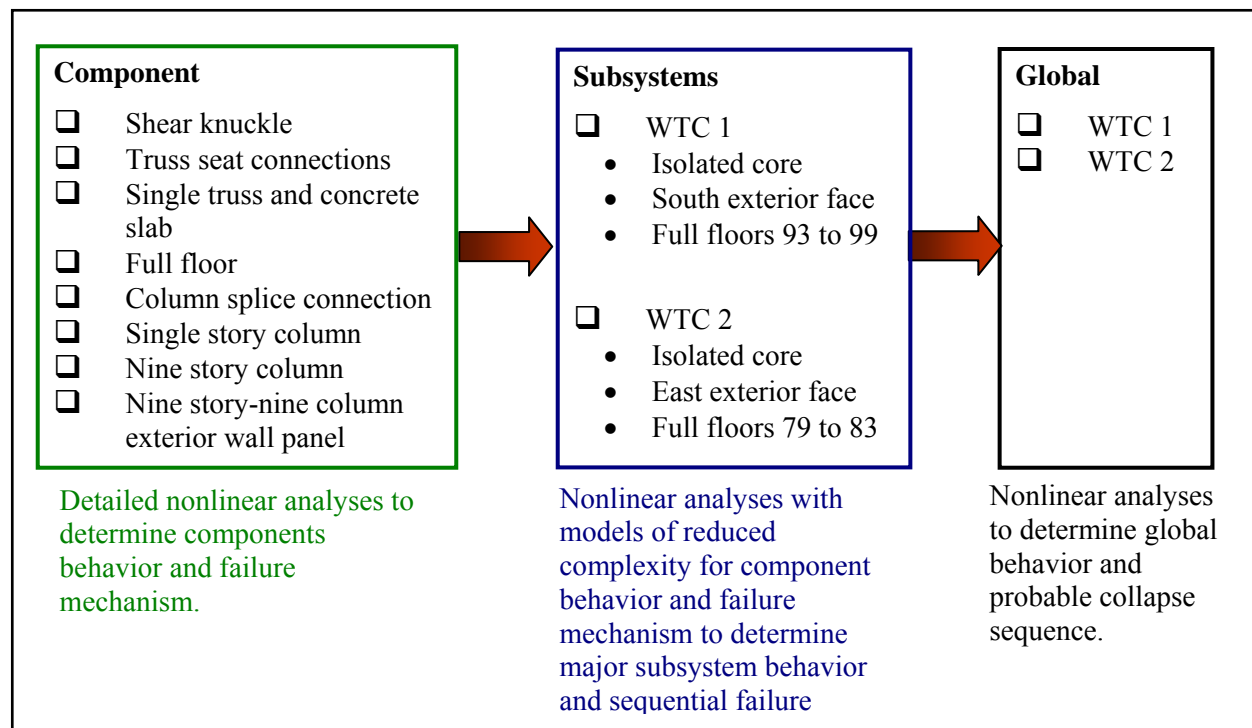 Component
❑ Shear knuckle
❑ Truss seat connections
❑ Single truss and concrete
slab
❑ Full floor
❑ Column splice connection
❑ Single story column
❑ Nine story column
❑ Nine story-nine column
exterior wall panel
Detailed nonlinear analyses to
determine components
behavior and failure
mechanism.
Subsystems
❑ WTC 1
• Isolated core
• South exterior face
• Full floors 93 to 99
❑ WTC 2
• Isolated core
• East exterior face
• Full floors 79 to 83
Nonlinear analyses with
models of reduced
complexity for component
behavior and failure
mechanism to determine
major subsystem behavior
and sequential failure
Global
❑ WTC 1
❑ WTC 2
Nonlinear analyses
to determine global
behavior and
probable collapse
sequence.